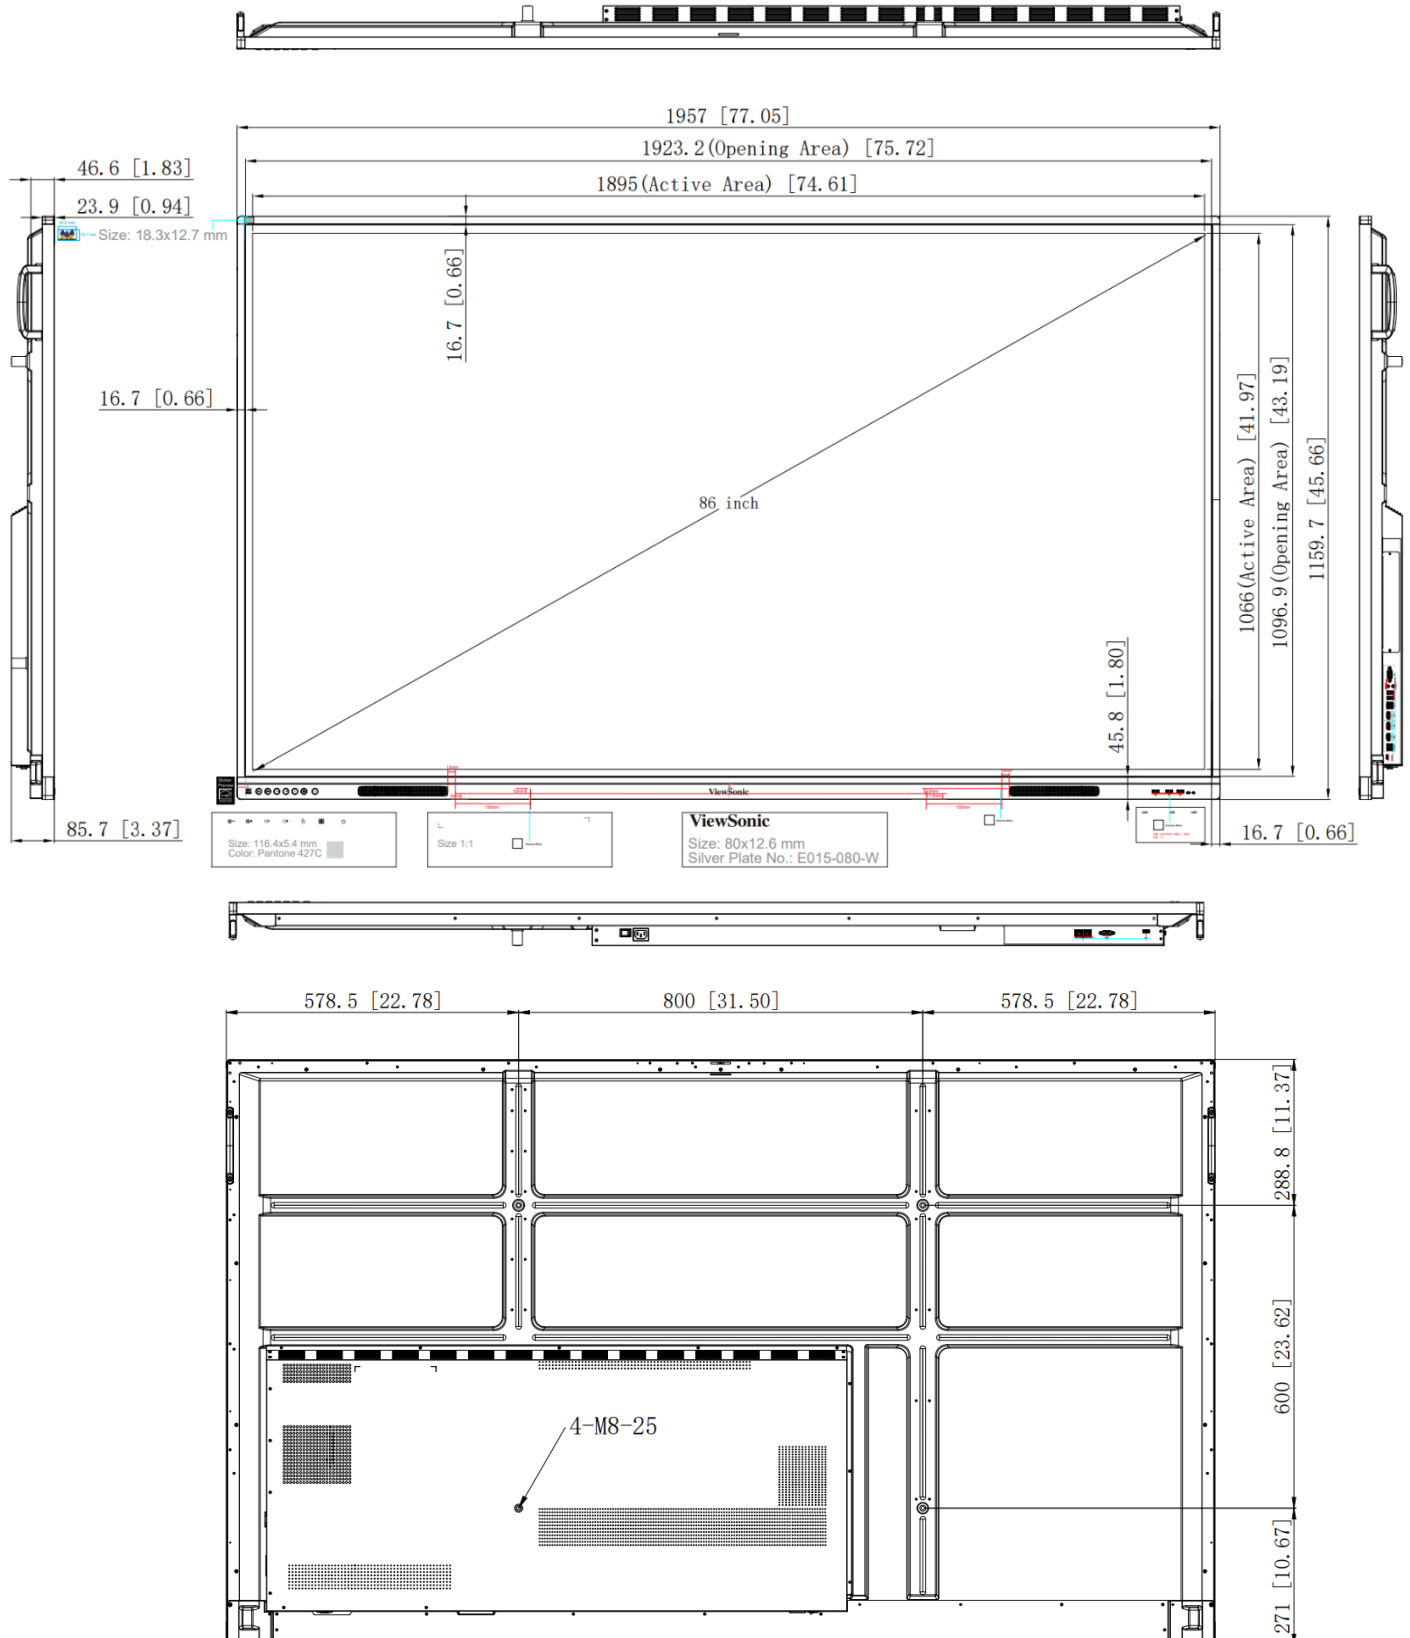 1957 [77.05]
1923.2(Opening Area) [75.72]
1895(Active Area) [74.61]
46.6 [1.83]
23.9 [0.94]
Size: 18.3x12.7 mm
16.7 [0.66]
16.7 [0.66]
86 inch
1066(Active Area) [41.97]
1096.9(Opening Area) [43.19]
1159.7 [45.66]
45.8 [1.80]
ViewSonic
85.7 [3.37]
16.7 [0.66]
Size: 116.4x5.4 mm
Color: Pantone 427C
Size 1:1
ViewSonic
Size: 80x12.6 mm
Silver Plate No.: E015-080-W
578.5 [22.78]
800 [31.50]
578.5 [22.78]
288.8 [11.37]
600 [23.62]
4-M8-25
271 [10.67]